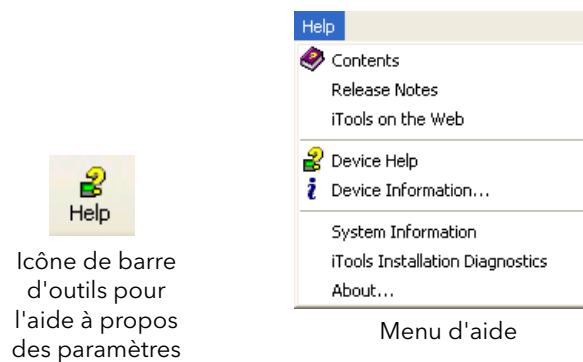 Help
Icône de barre
d'outils pour
l'aide à propos
des paramètres
Help
Contents
Release Notes
iTools on the Web
Device Help
Device Information...
System Information
iTools Installation Diagnostics
About...
Menu d'aide